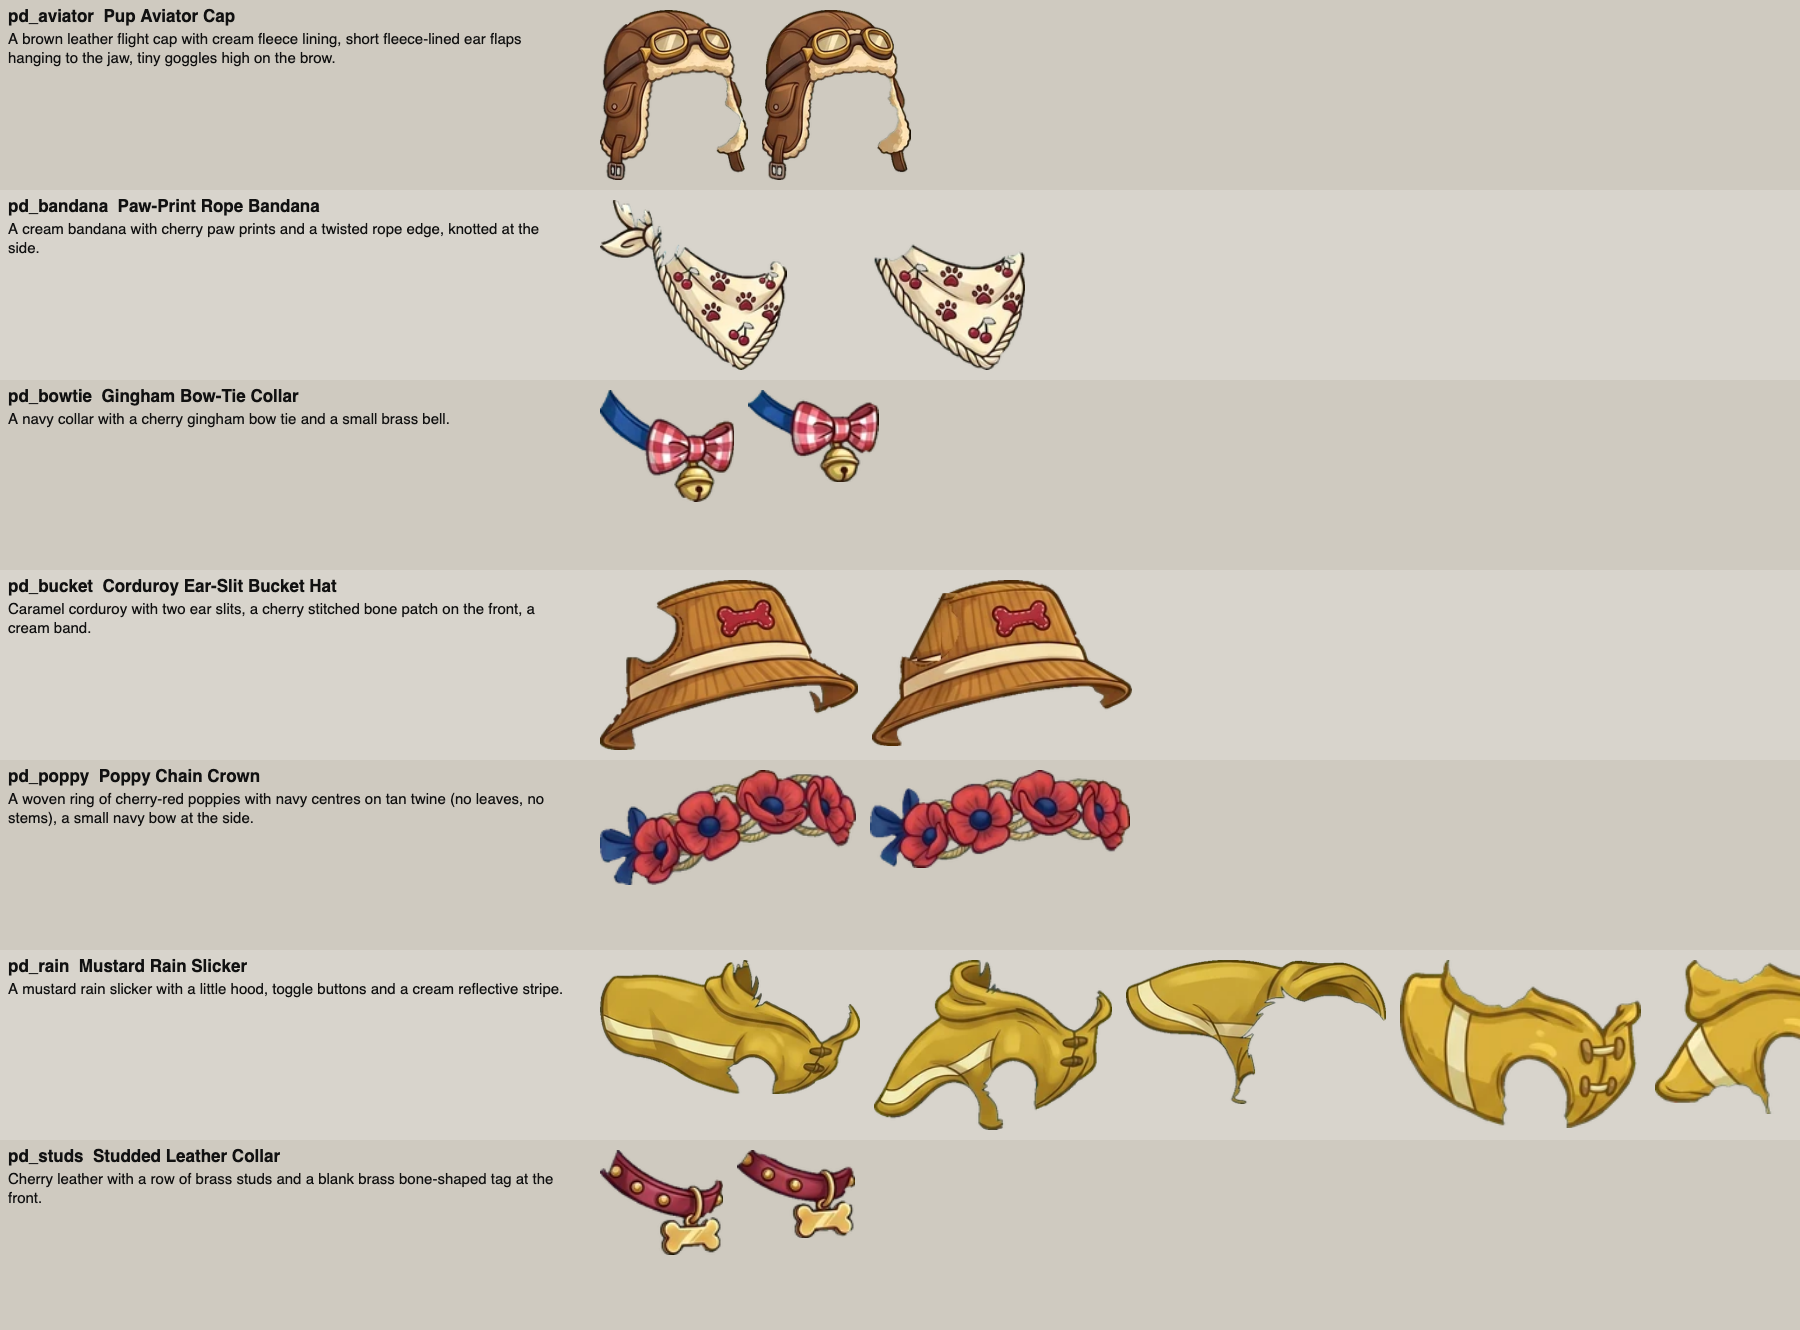 pd_aviator  Pup Aviator Cap
A brown leather flight cap with cream fleece lining, short fleece-lined ear flaps
hanging to the jaw, tiny goggles high on the brow.
pd_bandana  Paw-Print Rope Bandana
A cream bandana with cherry paw prints and a twisted rope edge, knotted at the
side.
pd_bowtie  Gingham Bow-Tie Collar
A navy collar with a cherry gingham bow tie and a small brass bell.
pd_bucket  Corduroy Ear-Slit Bucket Hat
Caramel corduroy with two ear slits, a cherry stitched bone patch on the front, a
cream band.
pd_poppy  Poppy Chain Crown
A woven ring of cherry-red poppies with navy centres on tan twine (no leaves, no
stems), a small navy bow at the side.
pd_rain  Mustard Rain Slicker
A mustard rain slicker with a little hood, toggle buttons and a cream reflective stripe.
pd_studs  Studded Leather Collar
Cherry leather with a row of brass studs and a blank brass bone-shaped tag at the
front.